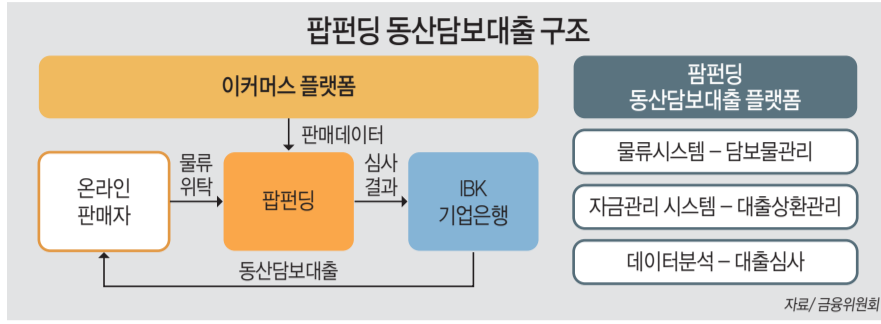 팝펀딩 동산담보대출 구조
이커머스 플랫폼
판매데이터
온라인
판매자
물류
위탁
팝펀딩
심사
결과
IBK
기업은행
동산담보대출
팜펀딩
동산담보대출 플랫폼
물류시스템 – 담보물관리
자금관리 시스템 – 대출상환관리
데이터분석 – 대출심사
자료/ 금융위원회